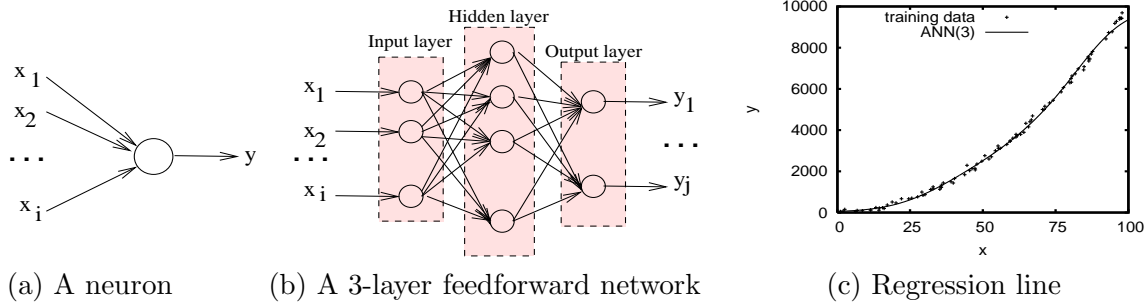 x1
x2
...
xi
y
(a) A neuron
Hidden layer
Input layer
Output layer
x1
x2
...
xi
y1
...
yj
(b) A 3-layer feedforward network
training data
ANN(3)
10000
8000
6000
4000
2000
0
y
0 25 50 75 100
x
(c) Regression line